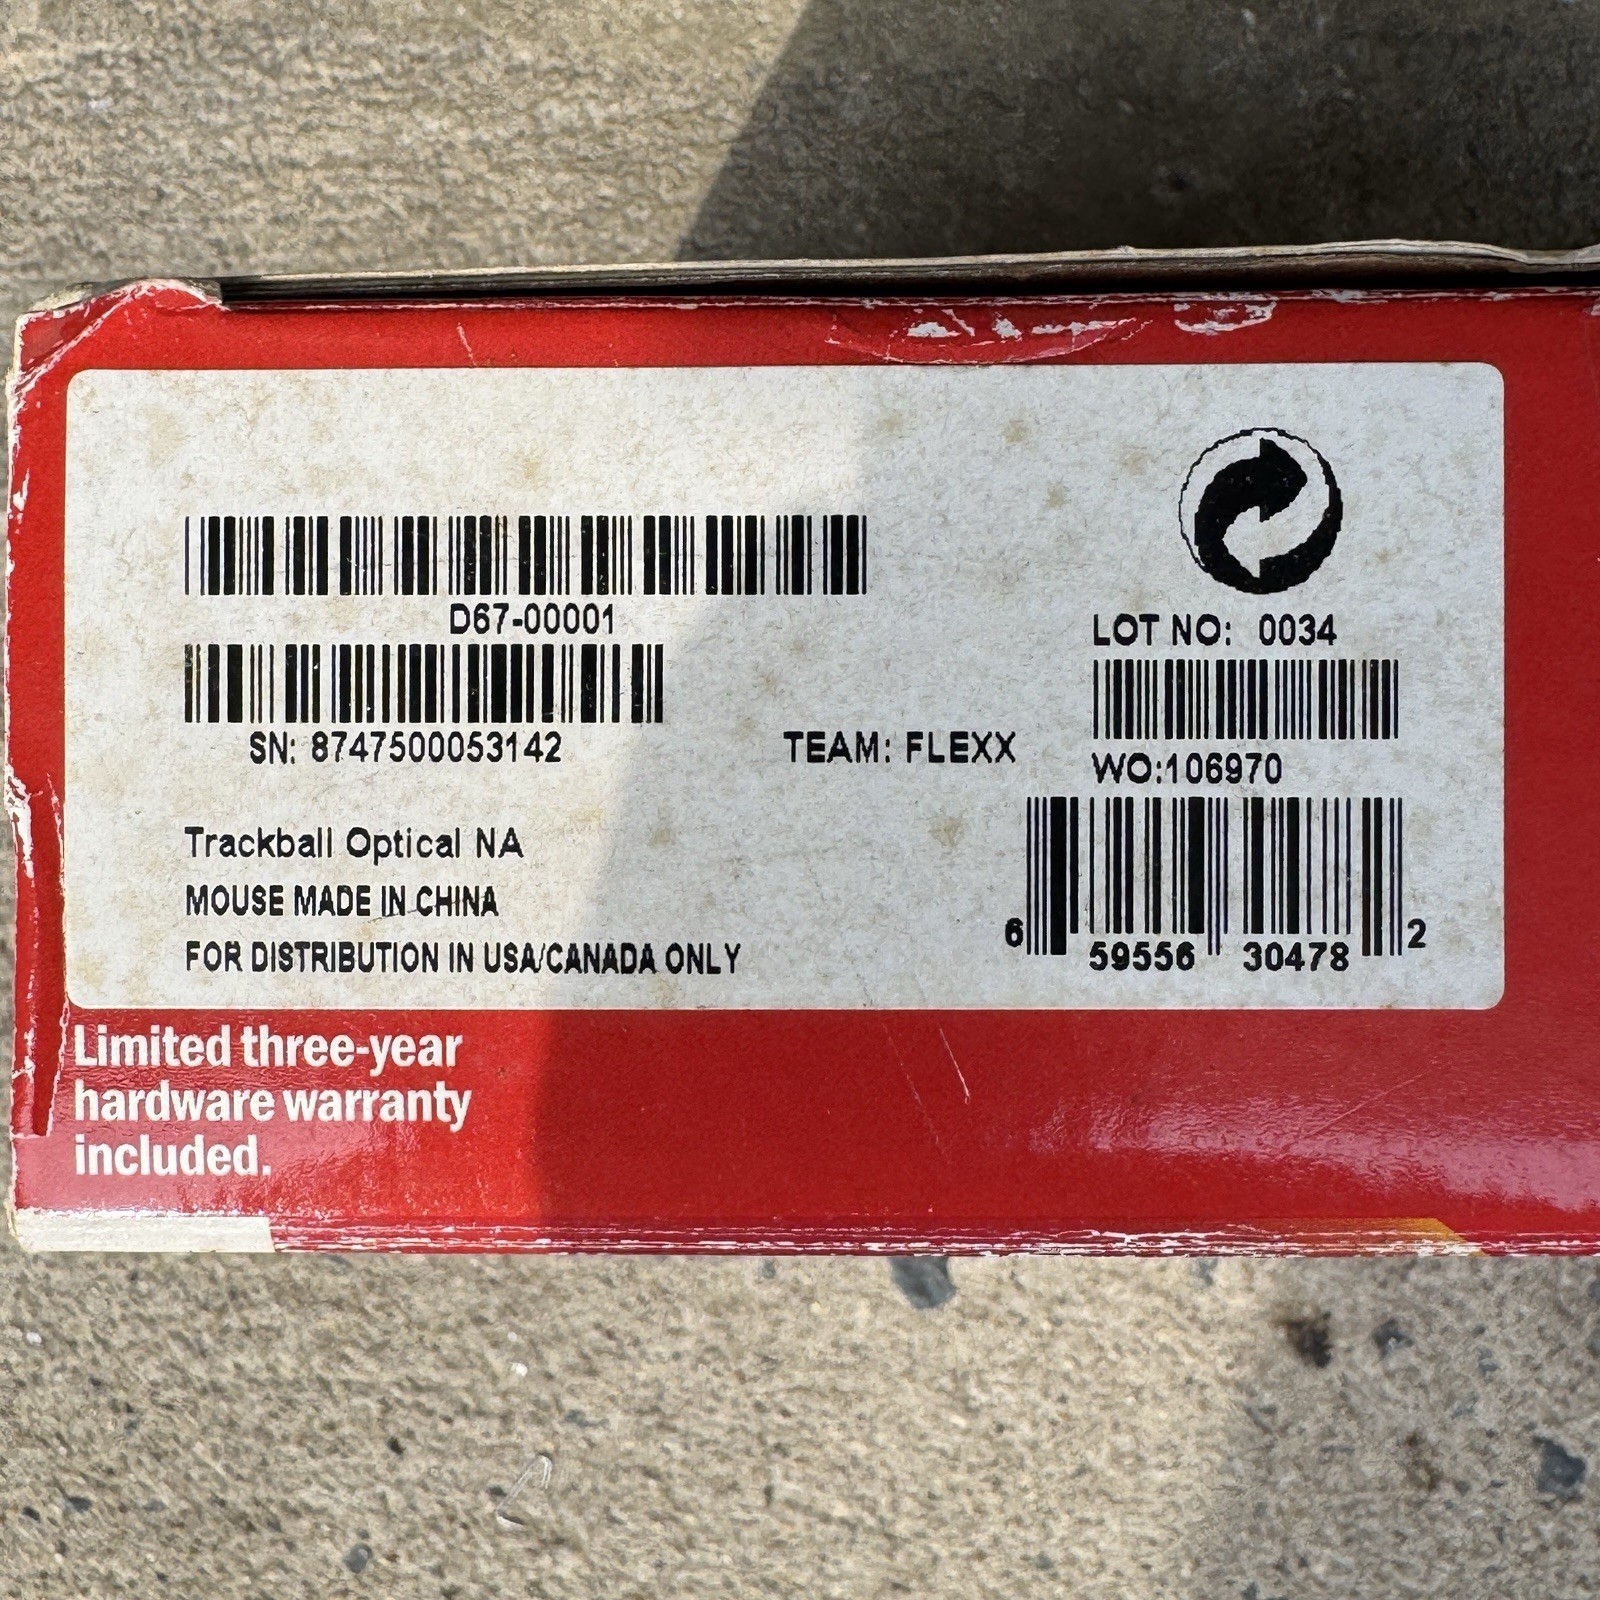 D67-00001
SN: 8747500053142
TEAM: FLEXX
LOT NO: 0034
WO:106970
Trackball Optical NA
MOUSE MADE IN CHINA
FOR DISTRIBUTION IN USA/CANADA ONLY
6 59556 30478 2
Limited three-year
hardware warranty
included.